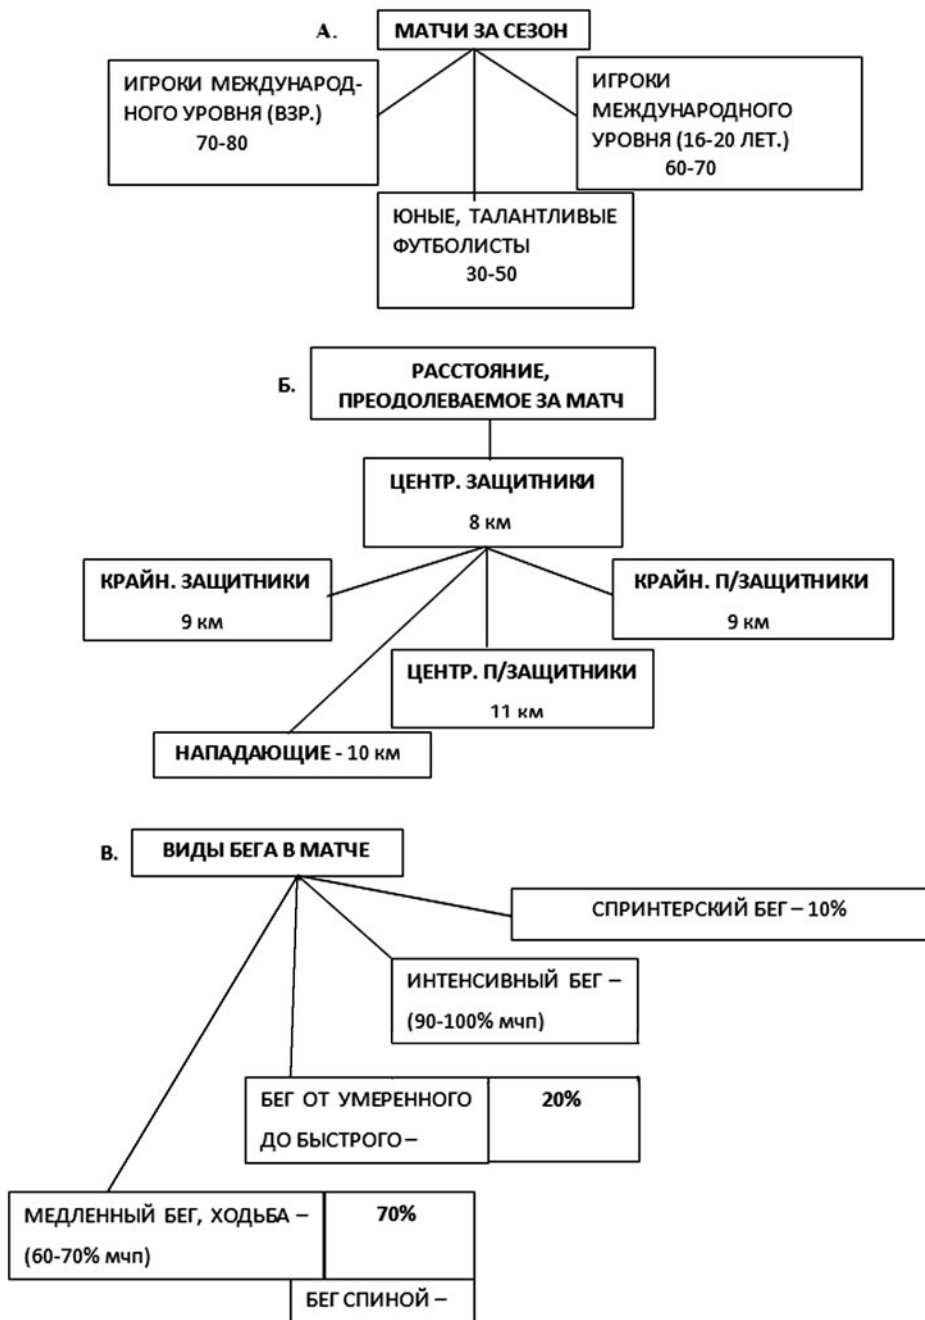 А.
МАТЧИ ЗА СЕЗОН
ИГРОКИ МЕЖДУНАРОД-
НОГО УРОВНЯ (ВЗР.)
70-80
ИГРОКИ
МЕЖДУНАРОДНОГО
УРОВНЯ (16-20 ЛЕТ.)
60-70
ЮНЫЕ, ТАЛАНТЛИВЫЕ
ФУТБОЛИСТЫ
30-50
Б.
РАССТОЯНИЕ,
ПРЕОДОЛЕВАЕМОЕ ЗА МАТЧ
ЦЕНТР. ЗАЩИТНИКИ
8 км
КРАЙН. ЗАЩИТНИКИ
9 км
КРАЙН. П/ЗАЩИТНИКИ
9 км
ЦЕНТР. П/ЗАЩИТНИКИ
11 км
НАПАДАЮЩИЕ - 10 км
В.
ВИДЫ БЕГА В МАТЧЕ
СПРИНТЕРСКИЙ БЕГ – 10%
ИНТЕНСИВНЫЙ БЕГ –
(90-100% мчп)
БЕГ ОТ УМЕРЕННОГО
ДО БЫСТРОГО –
20%
МЕДЛЕННЫЙ БЕГ, ХОДЬБА –
(60-70% мчп)
70%
БЕГ СПИНОЙ –